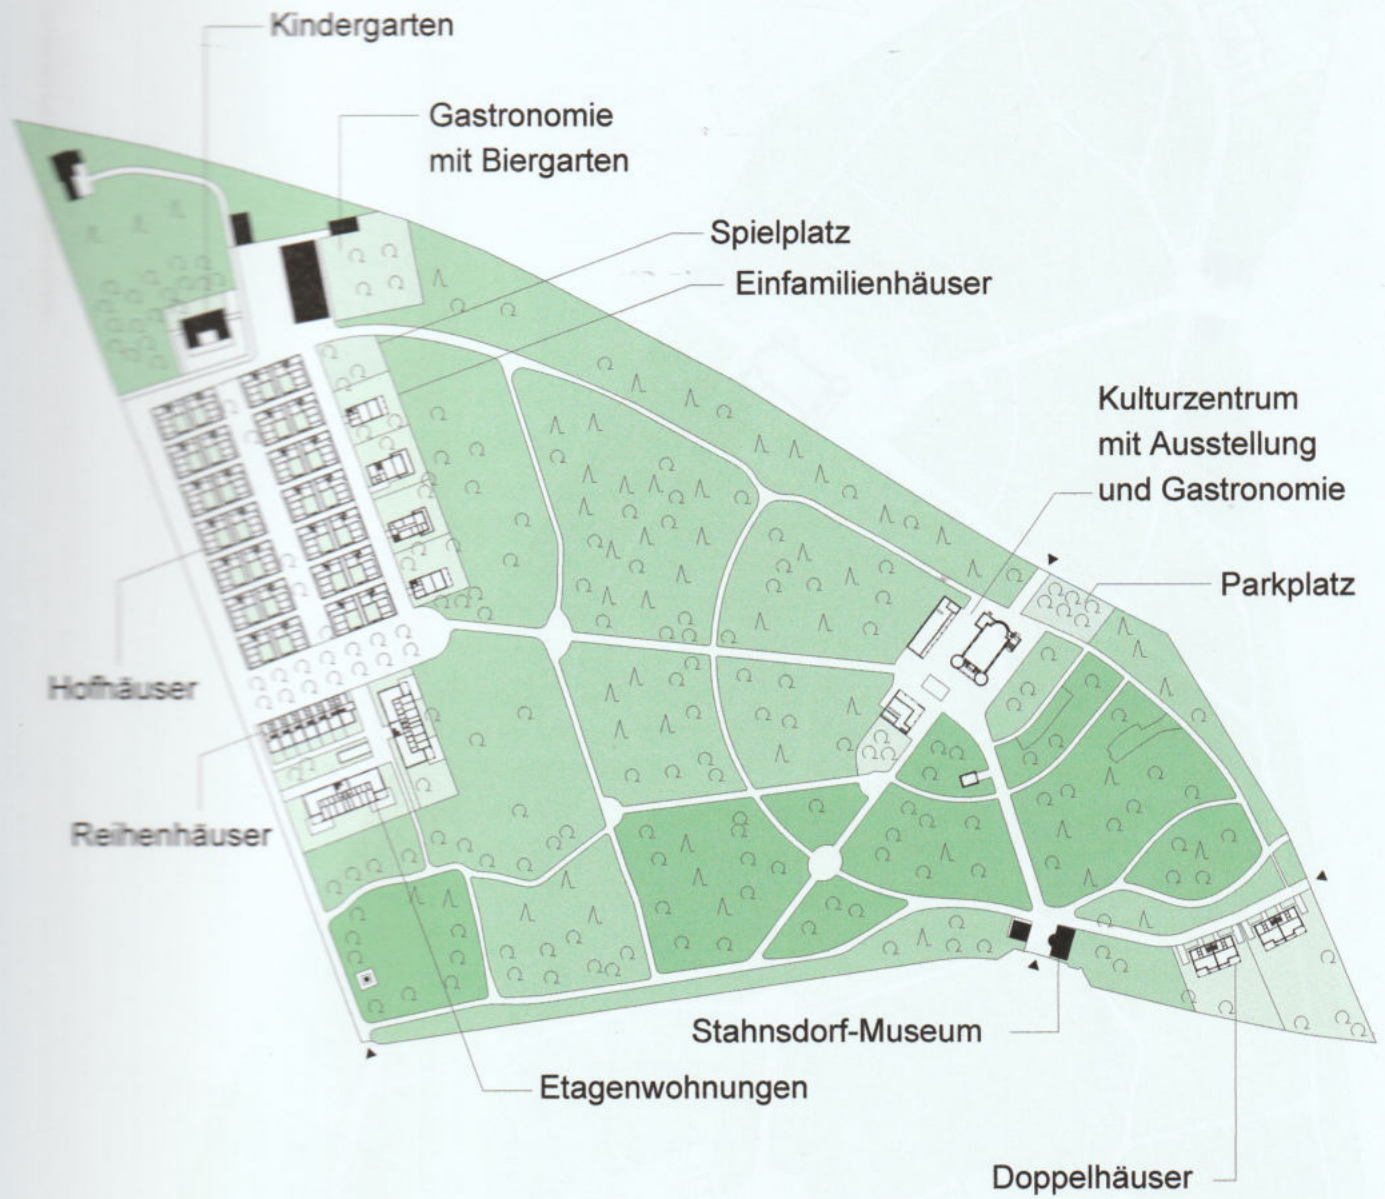 Kindergarten
Gastronomie
mit Biergarten
Spielplatz
Einfamilienhäuser
Kulturzentrum
mit Ausstellung
und Gastronomie
Parkplatz
Hofhäuser
Reihenhäuser
Stahnsdorf-Museum
Etagenwohnungen
Doppelhäuser